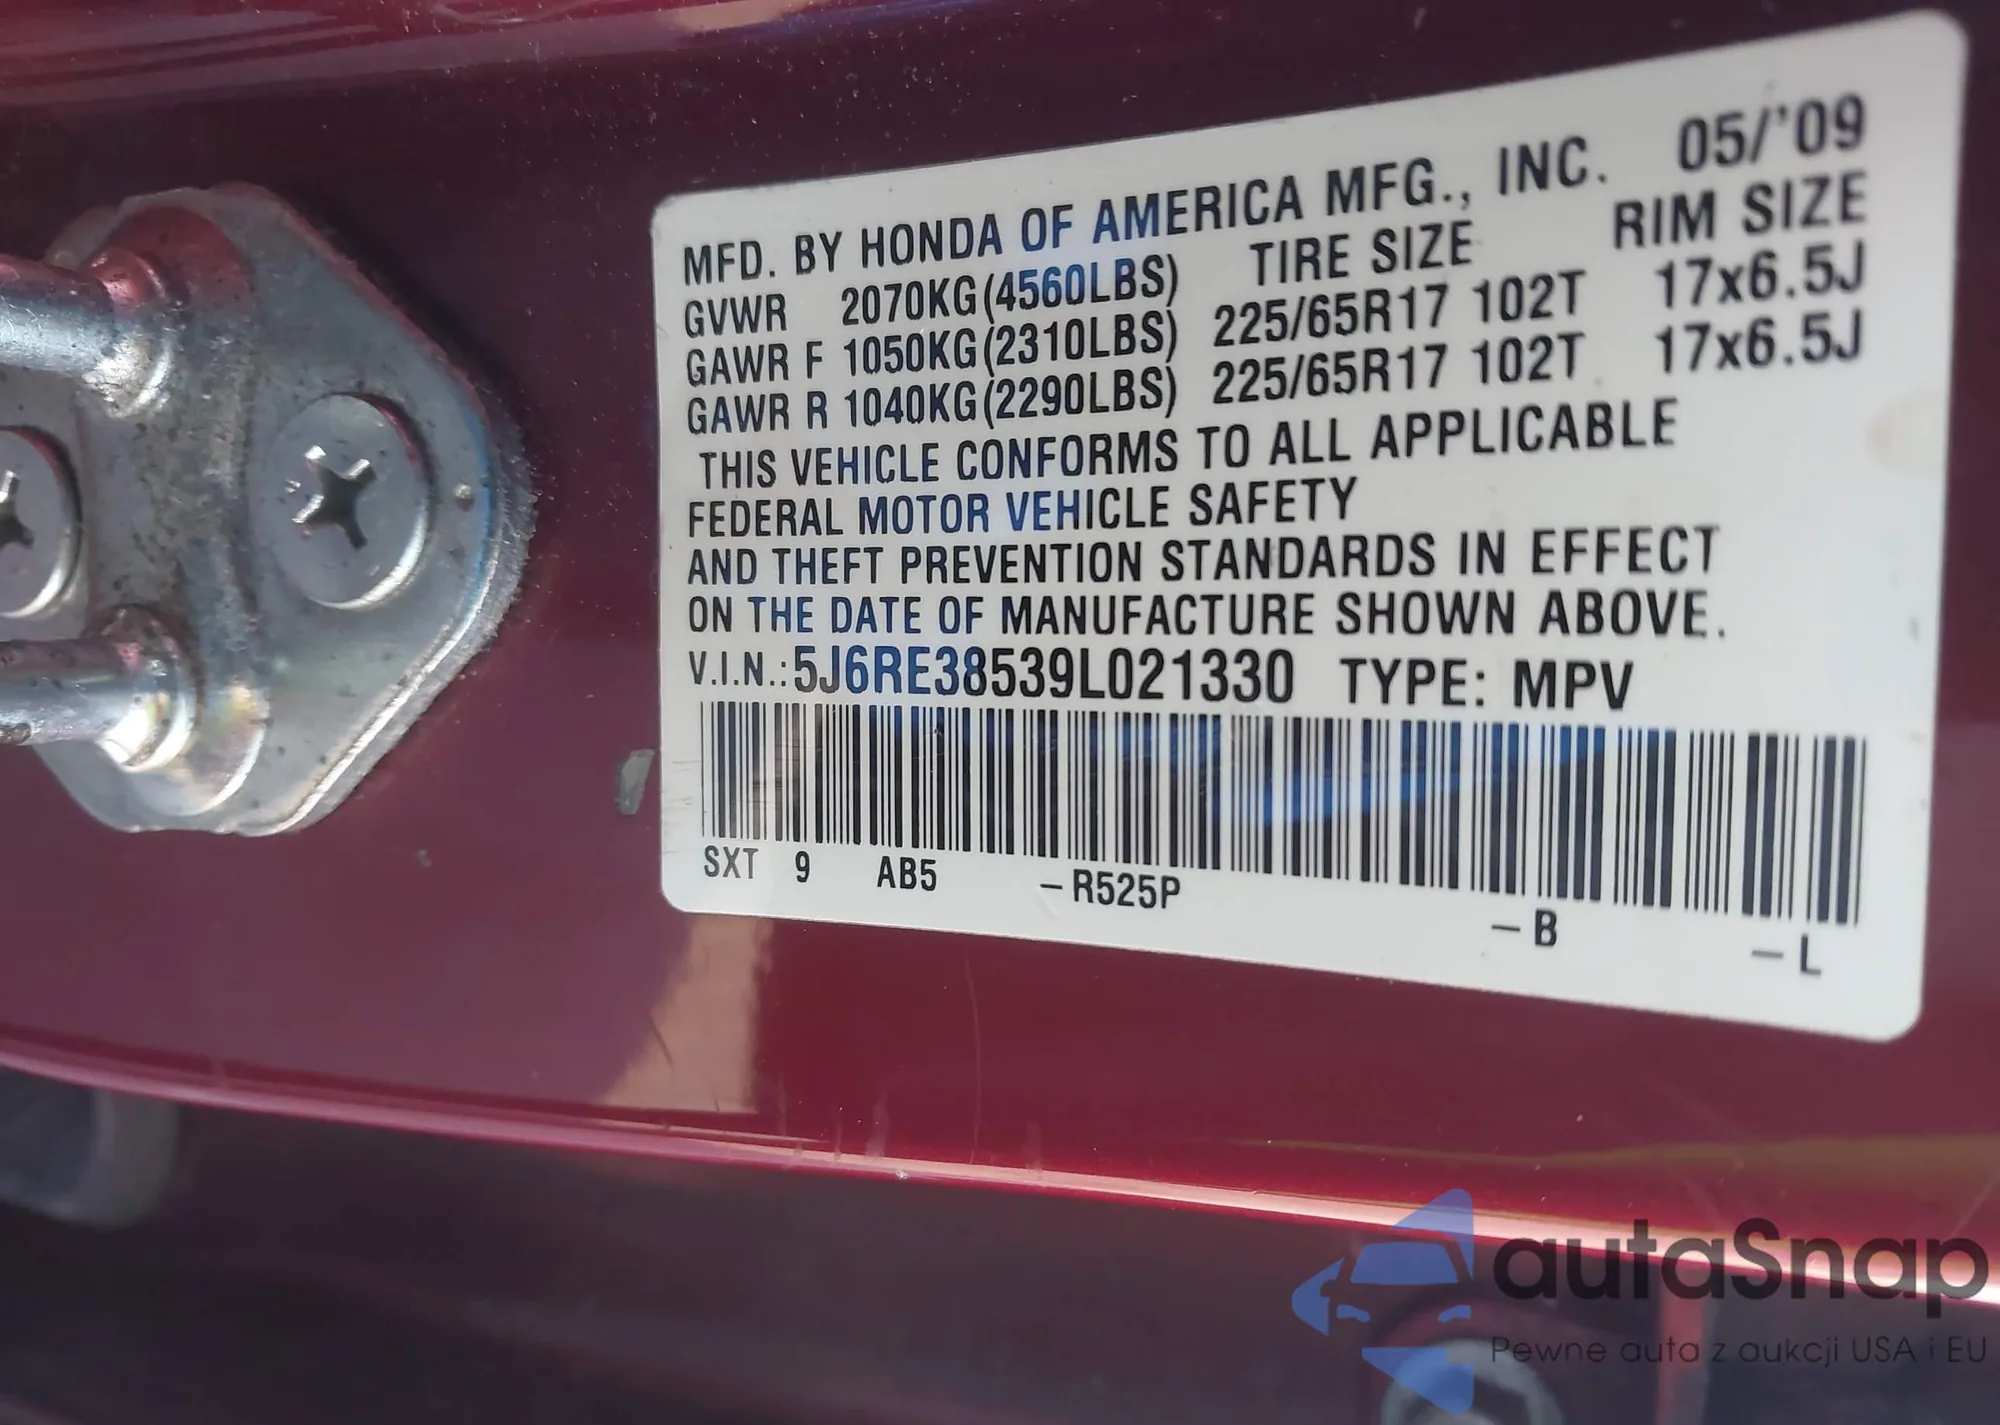 MFD. BY HONDA OF AMERICA MFG., INC. 05/'09
GVWR 2070KG(4560LBS) TIRE SIZE RIM SIZE
GAWR F 1050KG(2310LBS) 225/65R17 102T 17x6.5J
GAWR R 1040KG(2290LBS) 225/65R17 102T 17x6.5J
THIS VEHICLE CONFORMS TO ALL APPLICABLE
FEDERAL MOTOR VEHICLE SAFETY
AND THEFT PREVENTION STANDARDS IN EFFECT
ON THE DATE OF MANUFACTURE SHOWN ABOVE.
V.I.N.:5J6RE38539L021330 TYPE: MPV
SXT 9 AB5 -R525P -B -L
autaSnap
Pewne auta z aukcji USA i EU